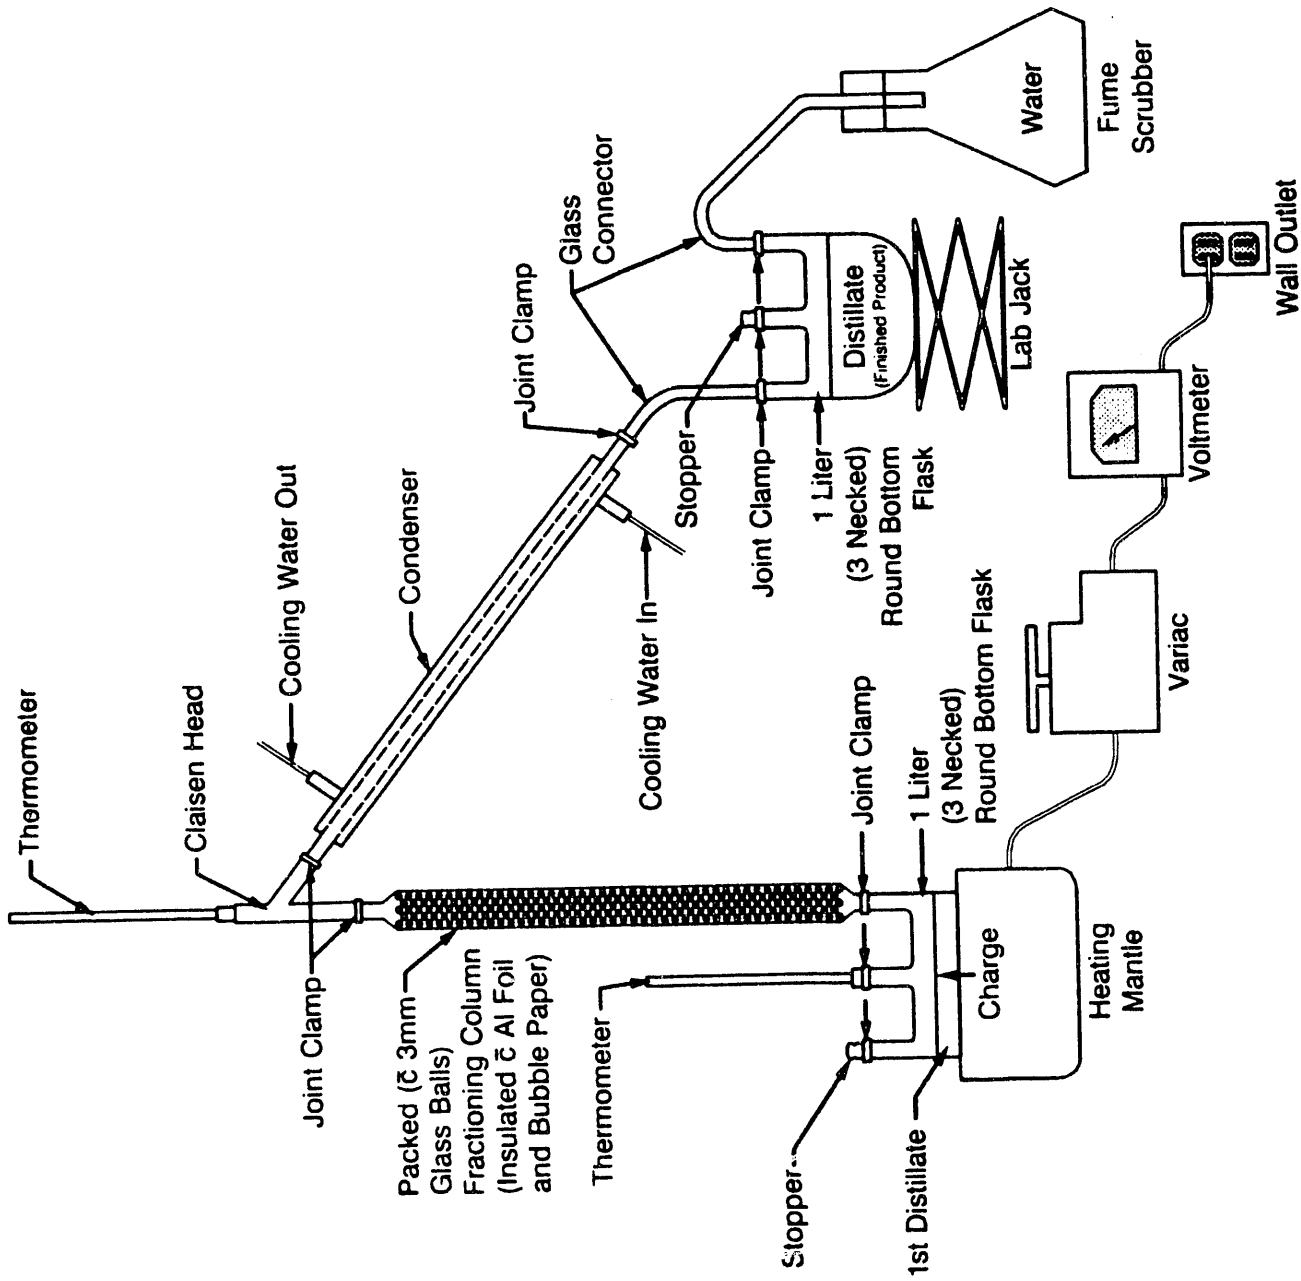 Thermometer
Claisen Head
Cooling Water Out
Condenser
Joint Clamp
Glass
Connector
Water
Fume
Scrubber
Joint Clamp
Packed (c̄ 3mm
Glass Balls)
Fractioning Column
(Insulated c̄ Al Foil
and Bubble Paper)
Cooling Water In
Stopper
Joint Clamp
1 Liter
(3 Necked)
Round Bottom
Flask
Distillate
(Finished Product)
Lab Jack
Thermometer
Stopper
1st Distillate
Joint Clamp
1 Liter
(3 Necked)
Round Bottom Flask
Charge
Heating
Mantle
Variac
Voltmeter
Wall Outlet